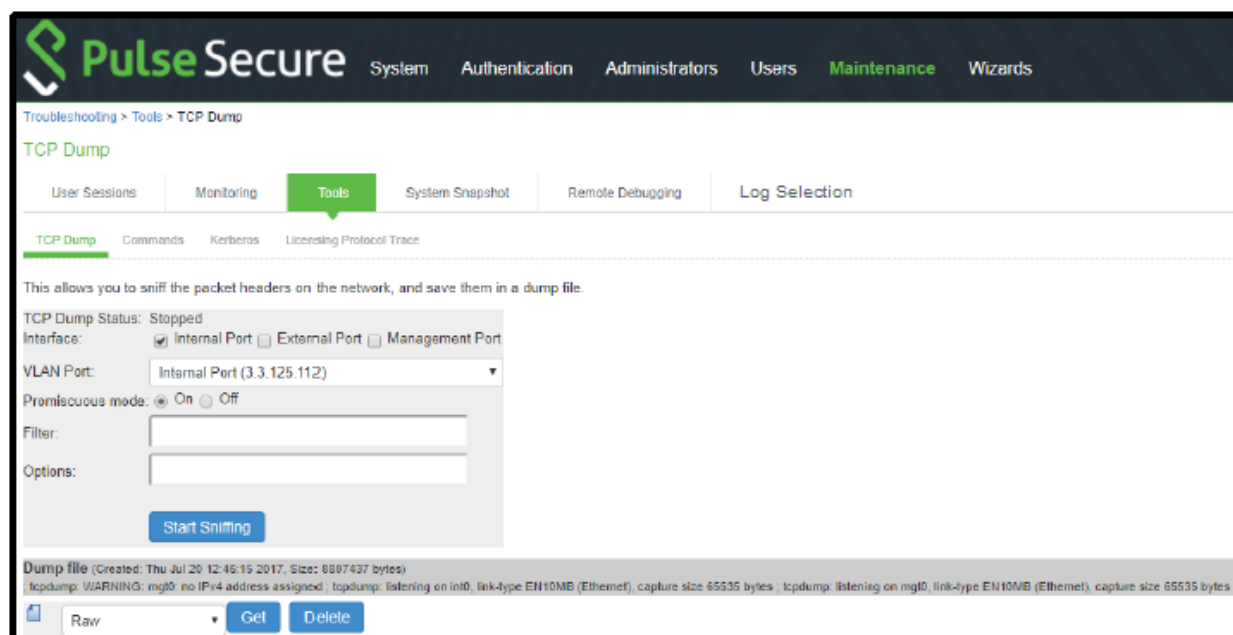 Pulse Secure System Authentication Administrators Users Maintenance Wizards
Troubleshooting > Tools > TCP Dump
TCP Dump
User Sessions Monitoring Tools System Snapshot Remote Debugging Log Selection
TCP Dump Commands Kerberos Licensing Protocol Trace
This allows you to sniff the packet headers on the network, and save them in a dump file.
TCP Dump Status: Stopped
Interface: Internal Port External Port Management Port
VLAN Port: Internal Port (3.3.125.112)
Promiscuous mode: On Off
Filter:
Options:
Start Sniffing
Dump file (Created: Thu Jul 20 12:46:15 2017, Size: 8807437 bytes)
; tcpdump: WARNING: mgt0: no IPv4 address assigned ; tcpdump: listening on int0, link-type EN10MB (Ethernet), capture size 65535 bytes ; tcpdump: listening on mgt0, link-type EN10MB (Ethernet), capture size 65535 bytes
Raw Get Delete